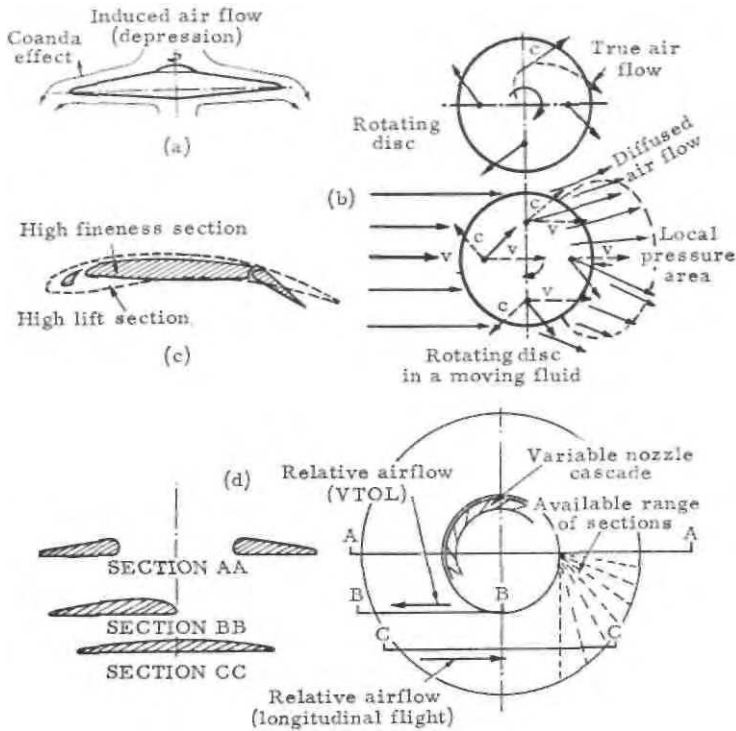 Induced air flow
(depression)
Coanda
effect
(a)
c
True air
flow
Rotating
disc
(b)
Diffused
air flow
c
c
v
v
v
v
v
c
Local
pressure
area
Rotating disc
in a moving fluid
High fineness section
High lift section
(c)
(d)
Relative airflow
(VTOL)
Variable nozzle
cascade
Available range
of sections
A
A
SECTION AA
B
B
SECTION BB
C
C
SECTION CC
Relative airflow
(longitudinal flight)